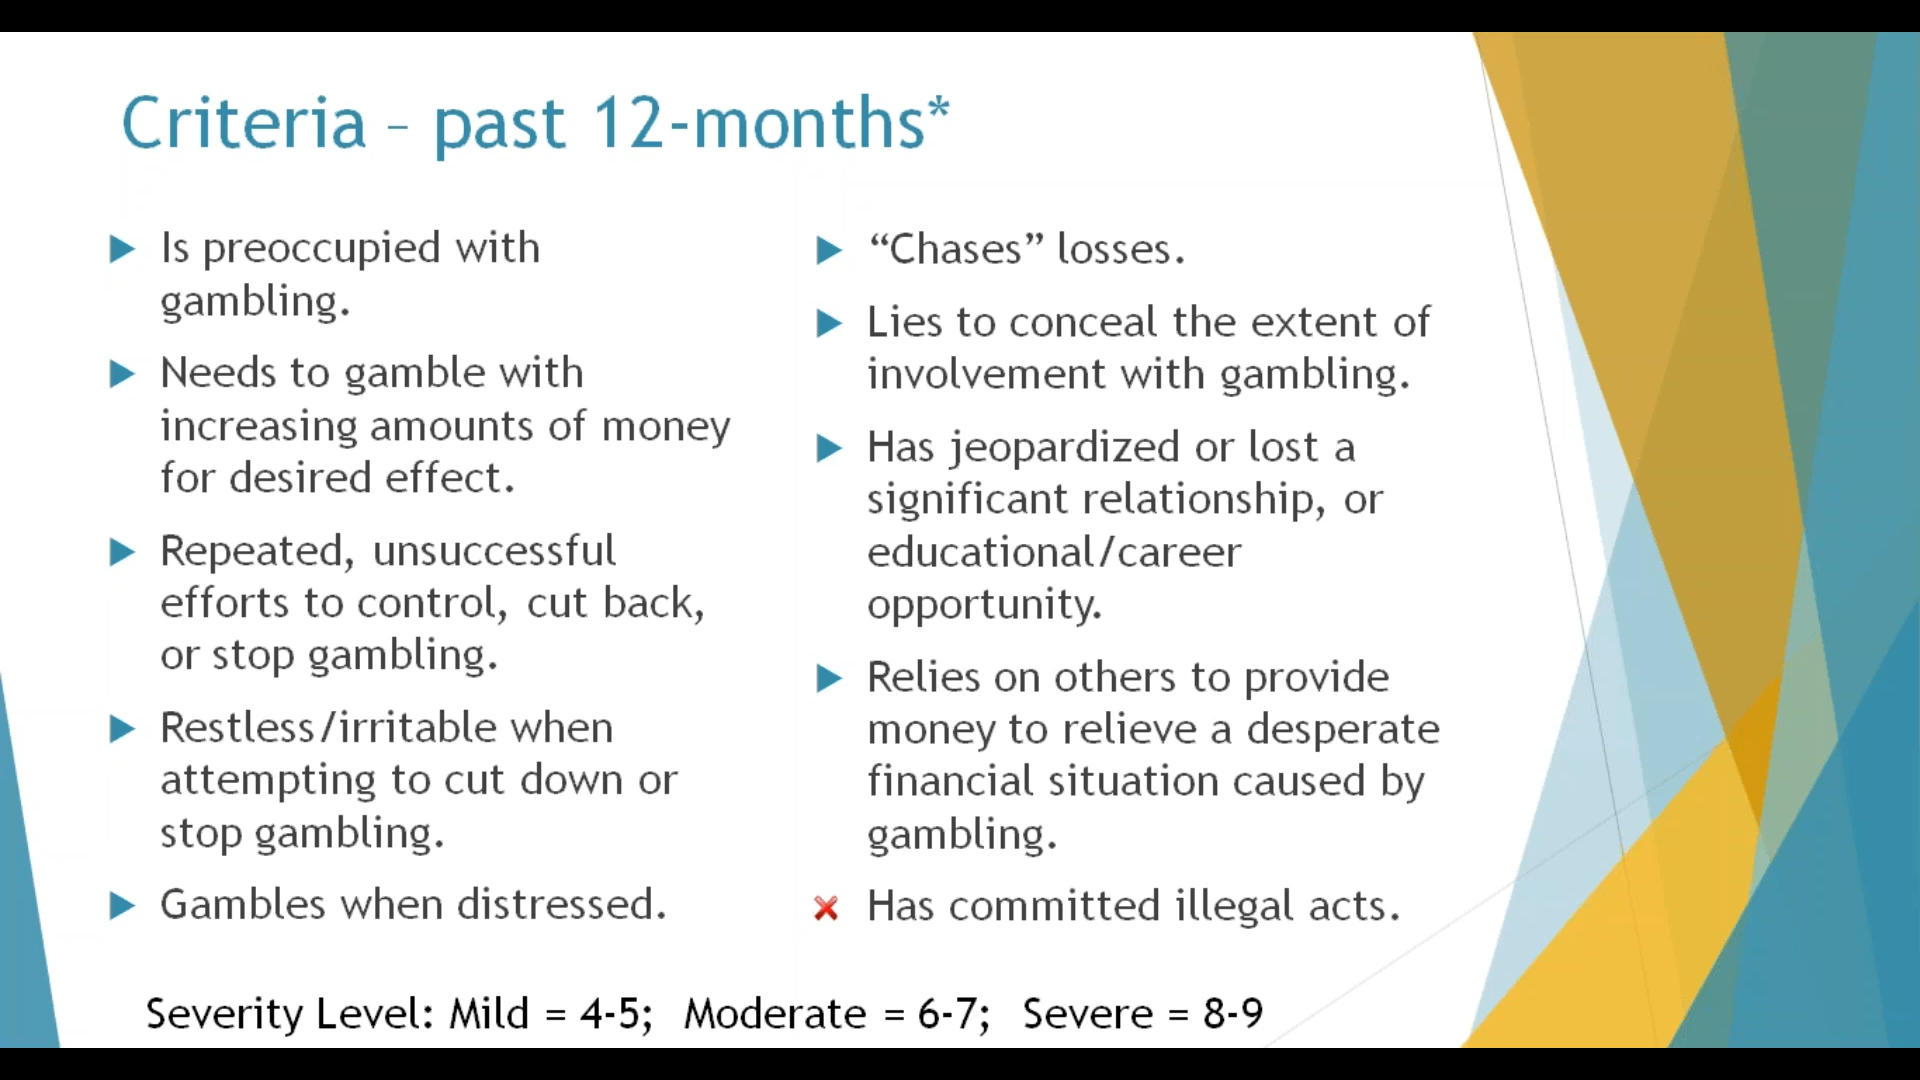 Criteria – past 12-months*
Is preoccupied with
gambling.
Needs to gamble with
increasing amounts of money
for desired effect.
Repeated, unsuccessful
efforts to control, cut back,
or stop gambling.
Restless/irritable when
attempting to cut down or
stop gambling.
Gambles when distressed.
“Chases” losses.
Lies to conceal the extent of
involvement with gambling.
Has jeopardized or lost a
significant relationship, or
educational/career
opportunity.
Relies on others to provide
money to relieve a desperate
financial situation caused by
gambling.
Has committed illegal acts.
Severity Level: Mild = 4-5; Moderate = 6-7; Severe = 8-9